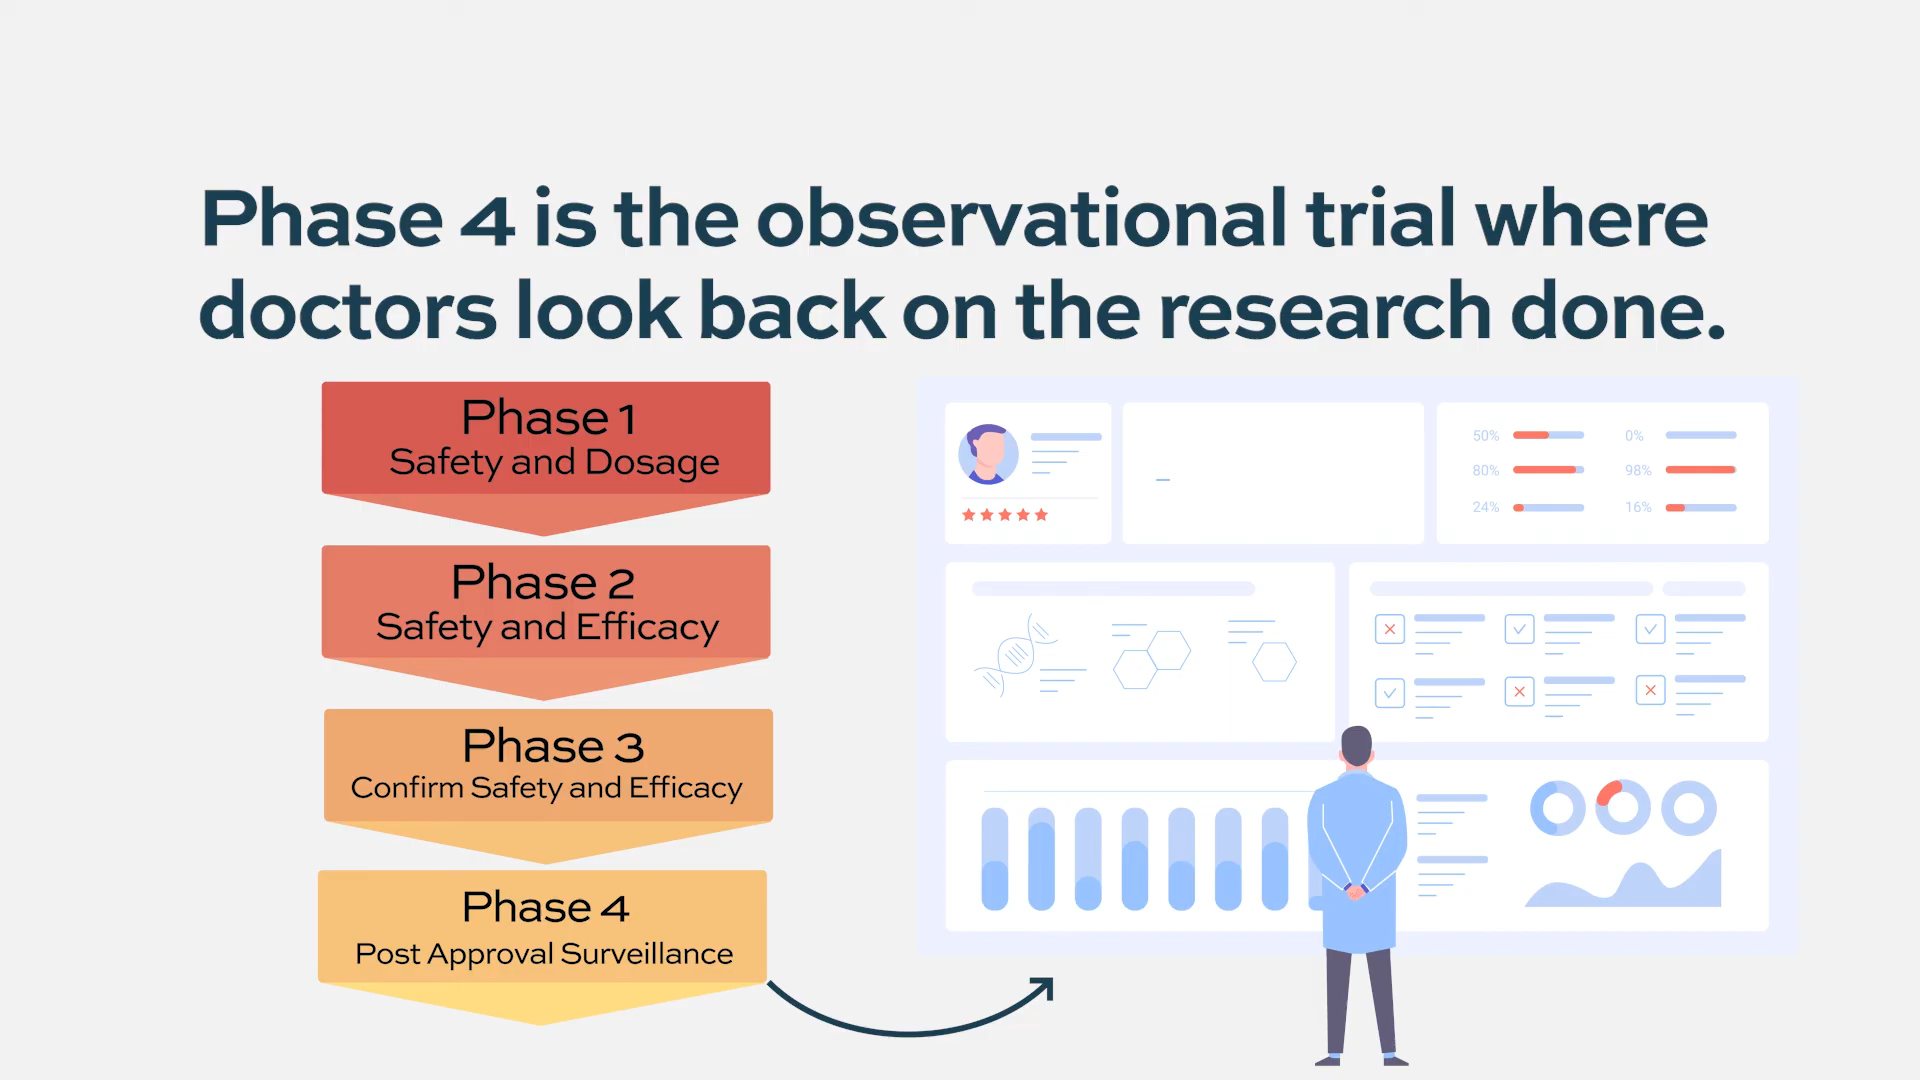 Phase 4 is the observational trial where
doctors look back on the research done.
Phase 1
Safety and Dosage
Phase 2
Safety and Efficacy
Phase 3
Confirm Safety and Efficacy
Phase 4
Post Approval Surveillance
50%
0%
80%
98%
24%
16%